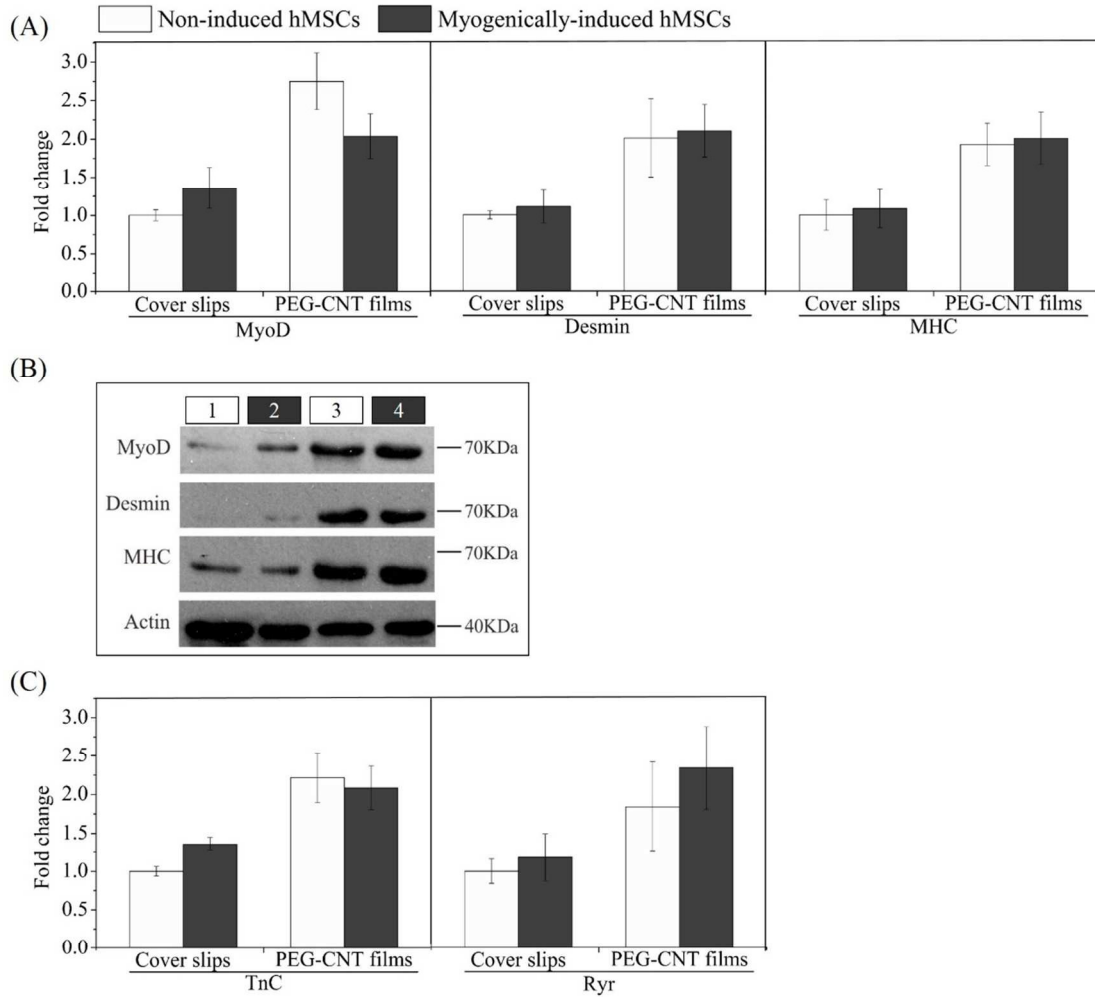 (A)
Non-induced hMSCs Myogenically-induced hMSCs
3.0
2.5
2.0
1.5
1.0
0.5
0.0
Fold change
Cover slips PEG-CNT films Cover slips PEG-CNT films Cover slips PEG-CNT films
MyoD Desmin MHC
(B)
1 2 3 4
MyoD 70KDa
Desmin 70KDa
MHC 70KDa
Actin 40KDa
(C)
3.0
2.5
2.0
1.5
1.0
0.5
0.0
Fold change
Cover slips PEG-CNT films Cover slips PEG-CNT films
TnC Ryr